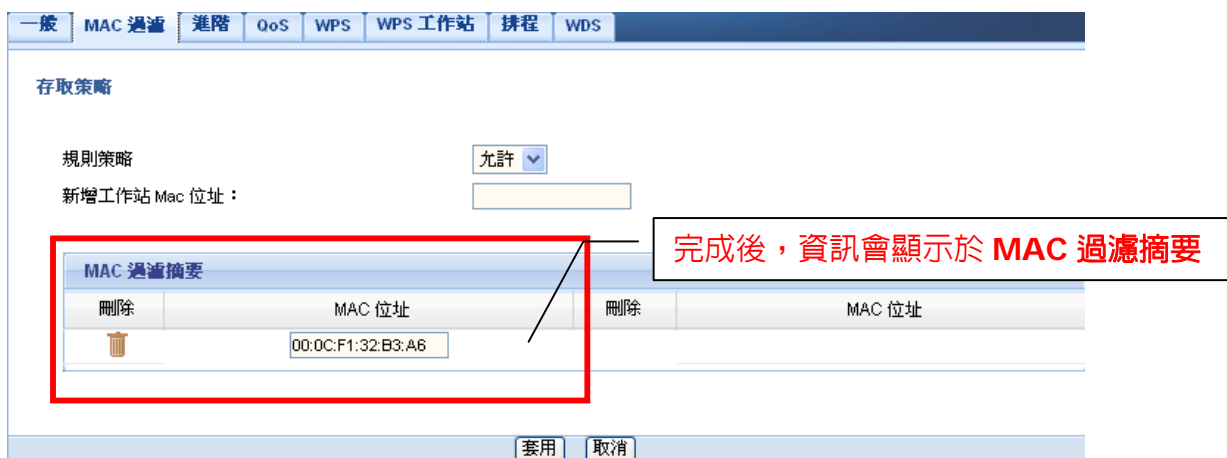 一般 MAC 過濾 進階 QoS WPS WPS 工作站 排程 WDS
存取策略
規則策略 允許
新增工作站 Mac 位址：
完成後，資訊會顯示於 MAC 過濾摘要
MAC 過濾摘要
刪除 MAC 位址 刪除 MAC 位址
00:0C:F1:32:B3:A6
套用 取消